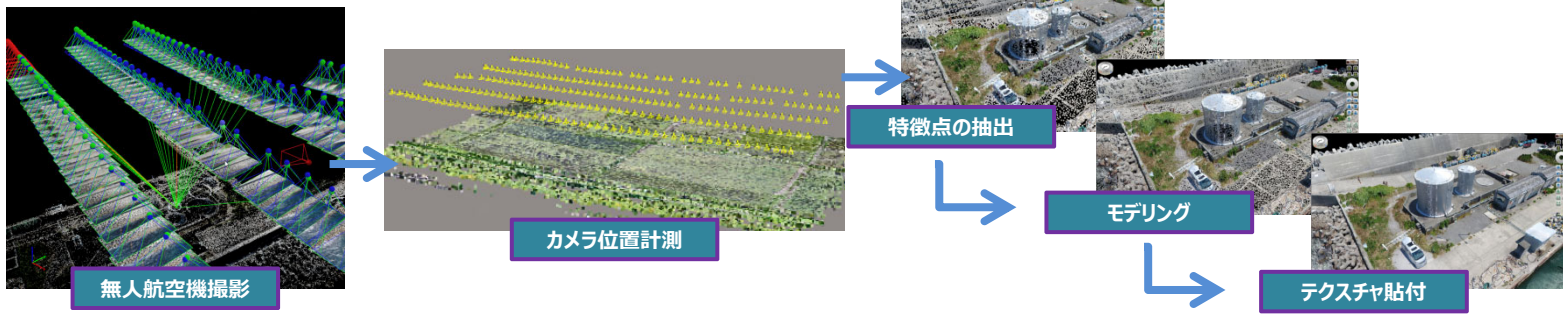 無人航空機撮影
カメラ位置計測
特徴点の抽出
モデリング
テクスチャ貼付